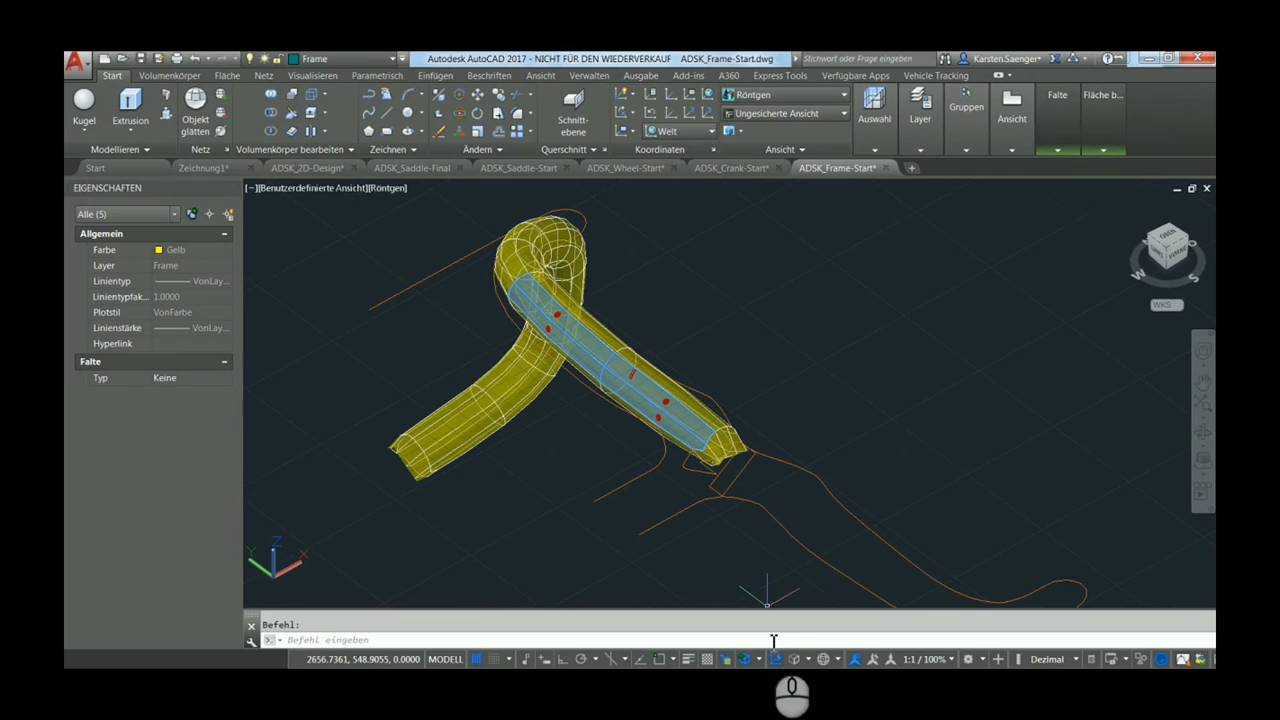 Frame
Autodesk AutoCAD 2017 - NICHT FÜR DEN WIEDERVERKAUF ADSK_Frame-Start.dwg
Stichwort oder Frage eingeben
Karsten.Saenger...
Start Volumenkörper Fläche Netz Visualisieren Parametrisch Einfügen Beschriften Ansicht Verwalten Ausgabe Add-ins A360 Express Tools Verfügbare Apps Vehicle Tracking
Kugel
Extrusion
Objekt
glätten
Schnitt-
ebene
Röntgen
Ungesicherte Ansicht
Welt
Auswahl
Layer
Gruppen
Ansicht
Falte
Fläche b...
Modellieren Netz Volumenkörper bearbeiten Zeichnen Ändern Querschnitt Koordinaten Ansicht
Start Zeichnung1* ADSK_2D-Design* ADSK_Saddle-Final ADSK_Saddle-Start ADSK_Wheel-Start* ADSK_Crank-Start* ADSK_Frame-Start*
EIGENSCHAFTEN
[−][Benutzerdefinierte Ansicht][Röntgen]
Alle (5)
Allgemein
Farbe Gelb
Layer Frame
Linientyp VonLay...
Linientypfak... 1.0000
Plotstil VonFarbe
Linienstärke VonLay...
Hyperlink
Falte
Typ Keine
OBEN
VORNE
W
S
WKS
Y
Z
X
Befehl:
Befehl eingeben
2656.7361, 548.9055, 0.0000 MODELL 1:1 / 100% Dezimal